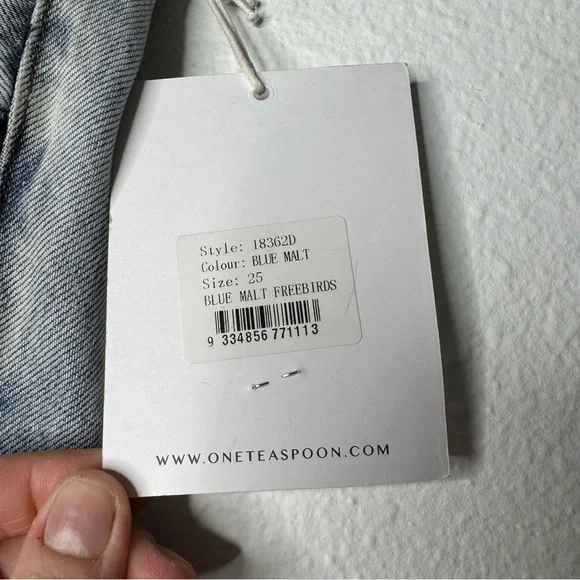 Style: 18362D
Colour: BLUE MALT
Size: 25
BLUE MALT FREEBIRDS
9 334856 771113
WWW.ONETEASPOON.COM